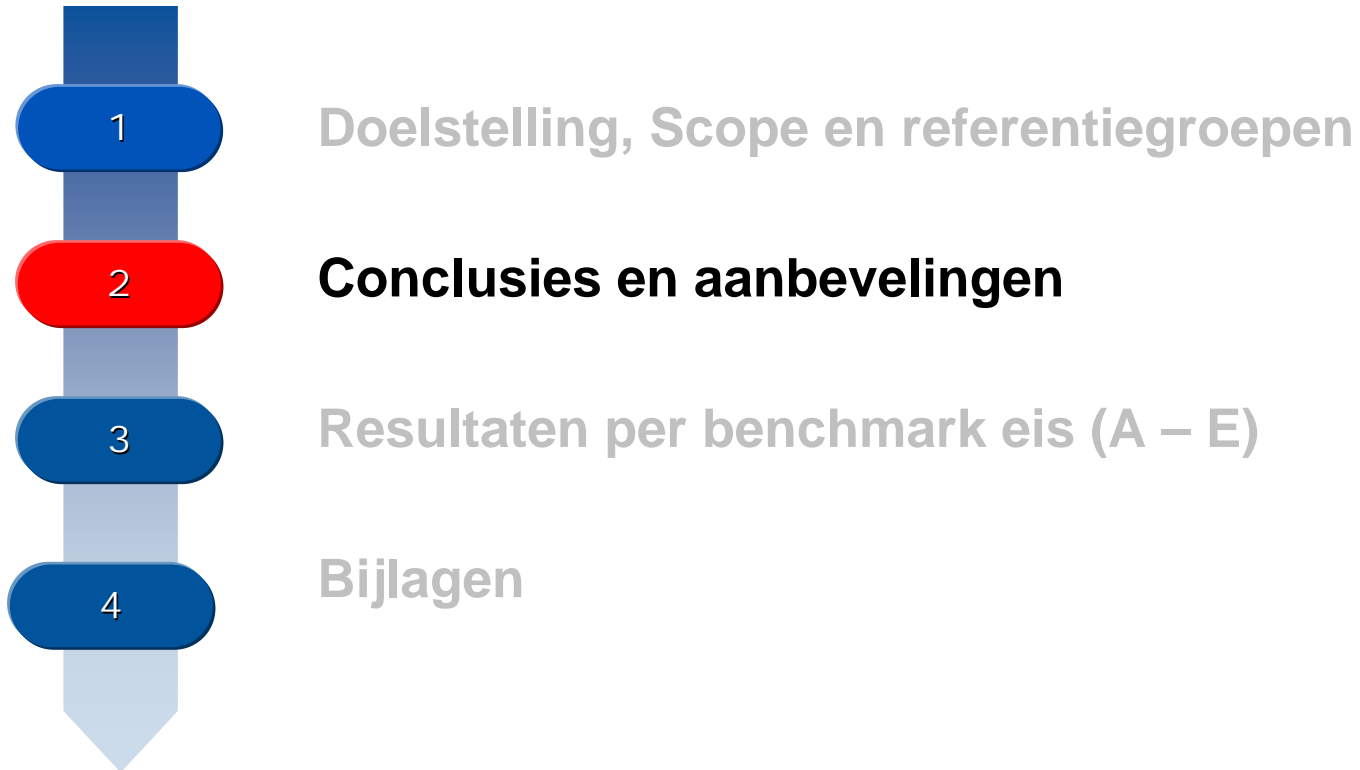 1 Doelstelling, Scope en referentiegroepen
2 Conclusies en aanbevelingen
3 Resultaten per benchmark eis (A – E)
4 Bijlagen